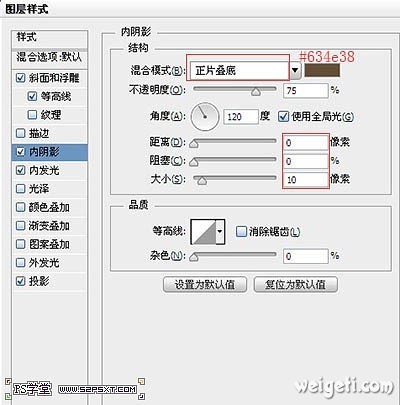 图层样式
样式
混合选项:默认
斜面和浮雕
等高线
纹理
描边
内阴影
内发光
光泽
颜色叠加
渐变叠加
图案叠加
外发光
投影
内阴影
结构
#634e38
混合模式(B): 正片叠底
不透明度(O): 75 %
角度(A): 120 度 使用全局光(G)
距离(D): 0 像素
阻塞(C): 0 %
大小(S): 10 像素
品质
等高线: 消除锯齿(L)
杂色(N): 0 %
设置为默认值 复位为默认值
PS学堂 www.52psxt.com
weigeti.com